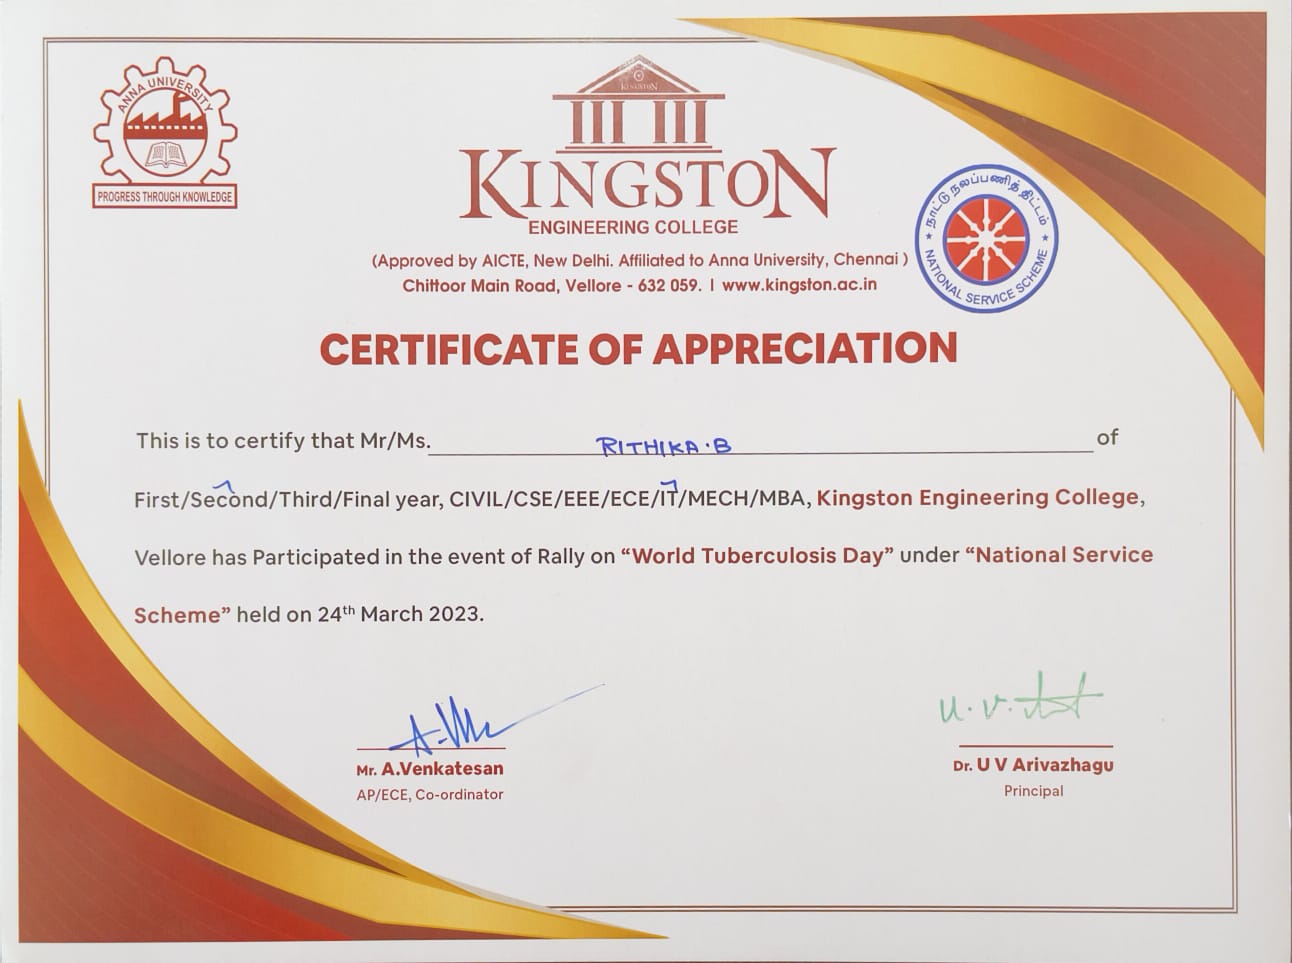 ANNA UNIVERSITY
PROGRESS THROUGH KNOWLEDGE
KINGSTON
KINGSTON
ENGINEERING COLLEGE
(Approved by AICTE, New Delhi. Affiliated to Anna University, Chennai )
Chittoor Main Road, Vellore - 632 059. I www.kingston.ac.in
நாட்டு நலப்பணித் திட்டம்
NATIONAL SERVICE SCHEME
CERTIFICATE OF APPRECIATION
This is to certify that Mr/Ms. RITHIKA.B of
First/Second/Third/Final year, CIVIL/CSE/EEE/ECE/IT/MECH/MBA, Kingston Engineering College,
Vellore has Participated in the event of Rally on “World Tuberculosis Day” under “National Service
Scheme” held on 24th March 2023.
Mr. A.Venkatesan
AP/ECE, Co-ordinator
U.V.
Dr. U V Arivazhagu
Principal